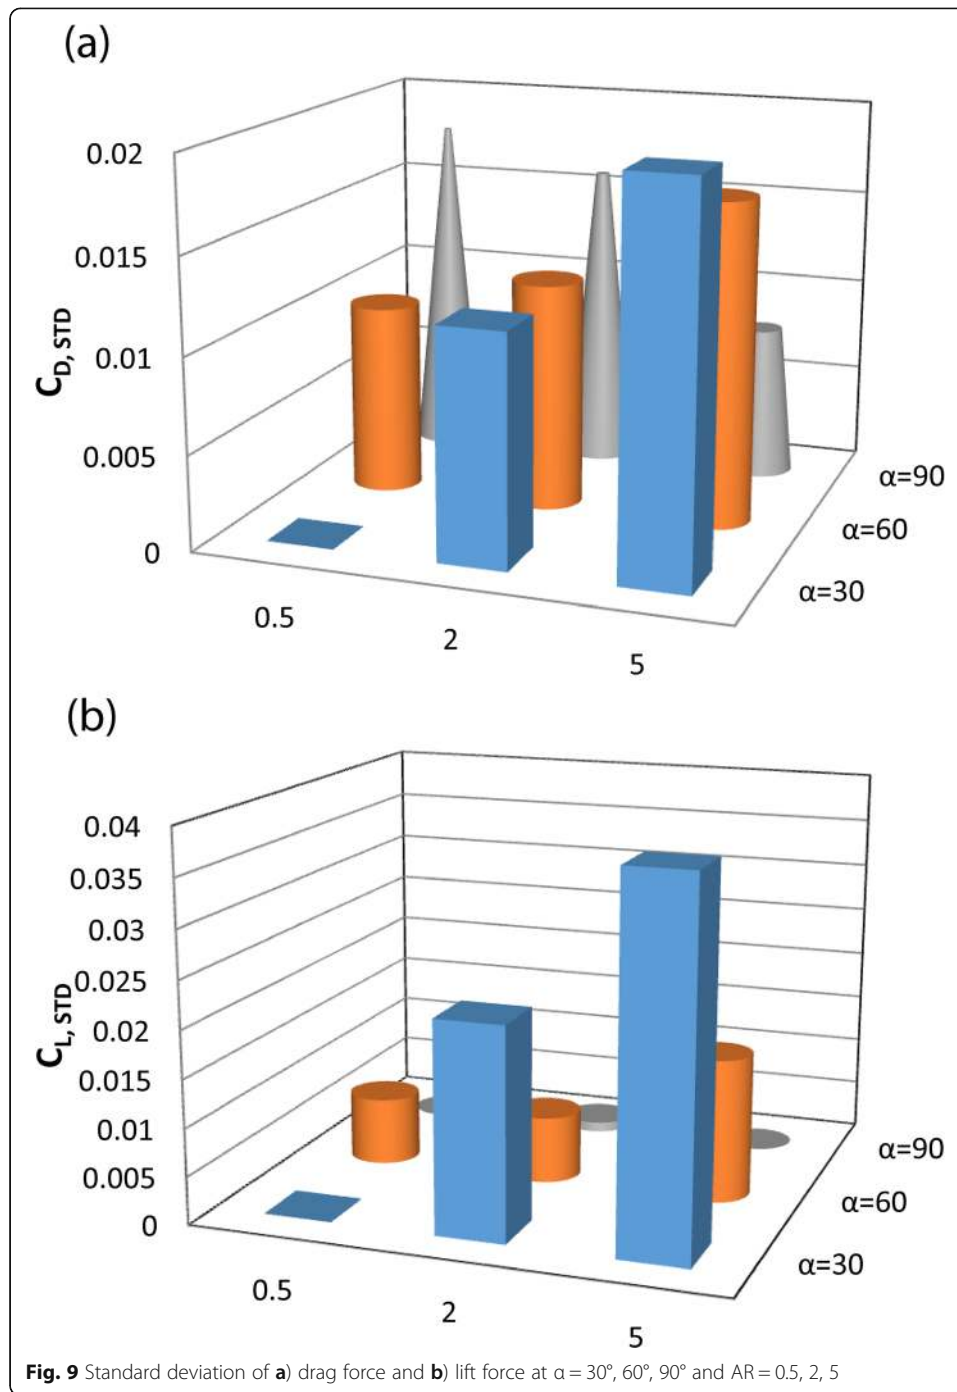 (a)
0.02
0.015
0.01
0.005
0
C_D, STD
0.5
2
5
α=90
α=60
α=30
(b)
0.04
0.035
0.03
0.025
0.02
0.015
0.01
0.005
0
C_L, STD
0.5
2
5
α=90
α=60
α=30
Fig. 9 Standard deviation of a) drag force and b) lift force at α = 30°, 60°, 90° and AR = 0.5, 2, 5